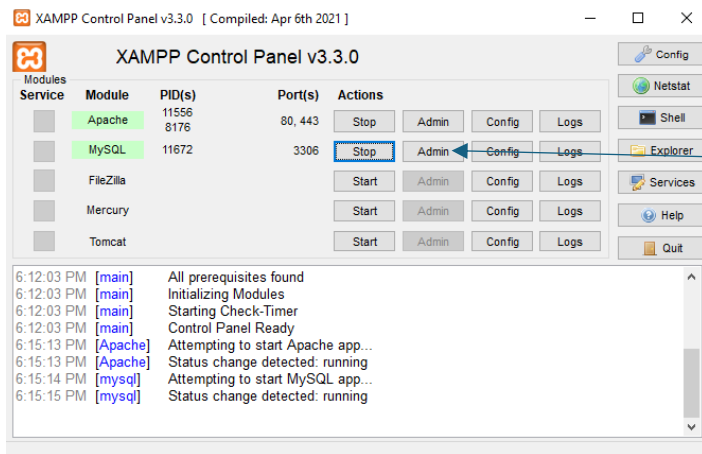 XAMPP Control Panel v3.3.0 [ Compiled: Apr 6th 2021 ]
XAMPP Control Panel v3.3.0
Config
Modules
Service Module PID(s) Port(s) Actions
Netstat
Apache 11556 8176 80, 443 Stop Admin Config Logs
Shell
MySQL 11672 3306 Stop Admin Config Logs
Explorer
FileZilla Start Admin Config Logs
Services
Mercury Start Admin Config Logs
Help
Tomcat Start Admin Config Logs
Quit
6:12:03 PM [main] All prerequisites found
6:12:03 PM [main] Initializing Modules
6:12:03 PM [main] Starting Check-Timer
6:12:03 PM [main] Control Panel Ready
6:15:13 PM [Apache] Attempting to start Apache app...
6:15:13 PM [Apache] Status change detected: running
6:15:14 PM [mysql] Attempting to start MySQL app...
6:15:15 PM [mysql] Status change detected: running